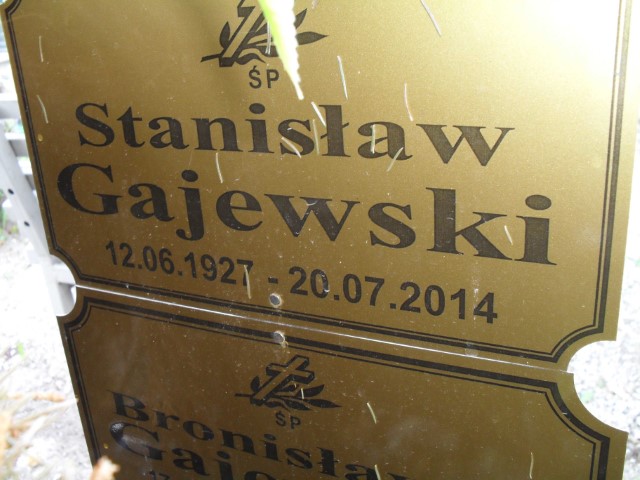 ŚP
Stanisław
Gajewski
12.06.1927 - 20.07.2014
ŚP
Bronisław